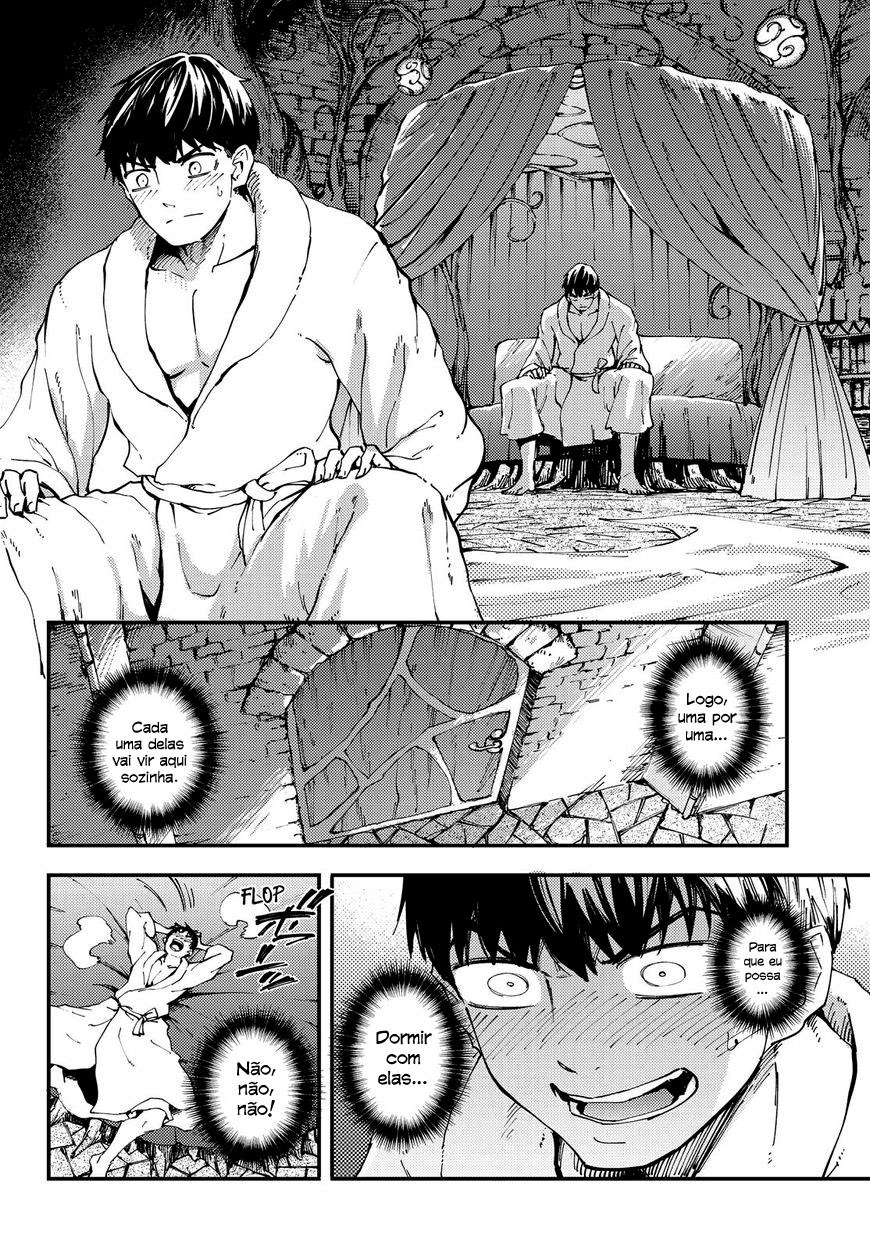 Logo,
uma por
uma...
Cada
uma delas
vai vir aqui
sozinha.
Para
que eu
possa
...
Dormir
com
elas...
FLOP
Não,
não,
não!